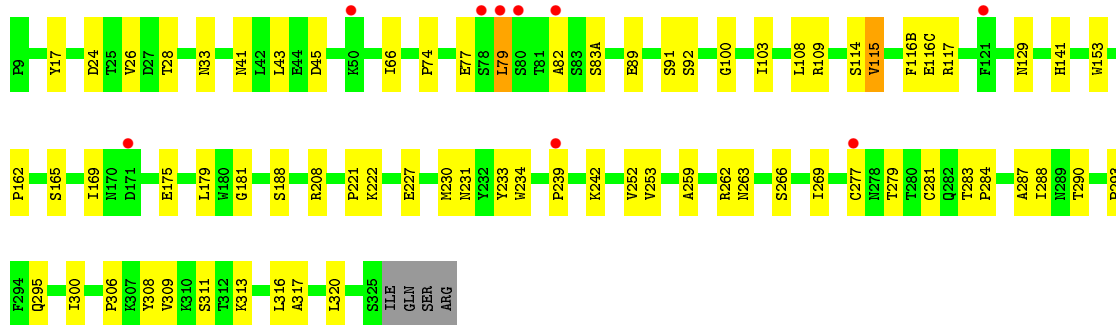 P9 Y17 D24 T25 V26 D27 T28 N33 N41 L42 L43 E44 D45 K50 I66 P74 E77 S78 L79 S80 T81 A82 S83 S83A E89 S91 S92 G100 I103 L108 R109 S114 V115 F116B E116C R117 F121 N129 H141 W153
P162 S165 I169 N170 D171 E175 L179 W180 G181 S188 R208 P221 K222 E227 M230 N231 Y232 Y233 W234 P239 K242 V252 V253 A259 R262 N263 S266 I269 C277 N278 T279 T280 C281 Q282 T283 P284 A287 I288 N289 T290
F294 Q295 I300 P306 K307 Y308 V309 K310 S311 T312 K313 L316 A317 L320 S325 ILE GLN SER ARG